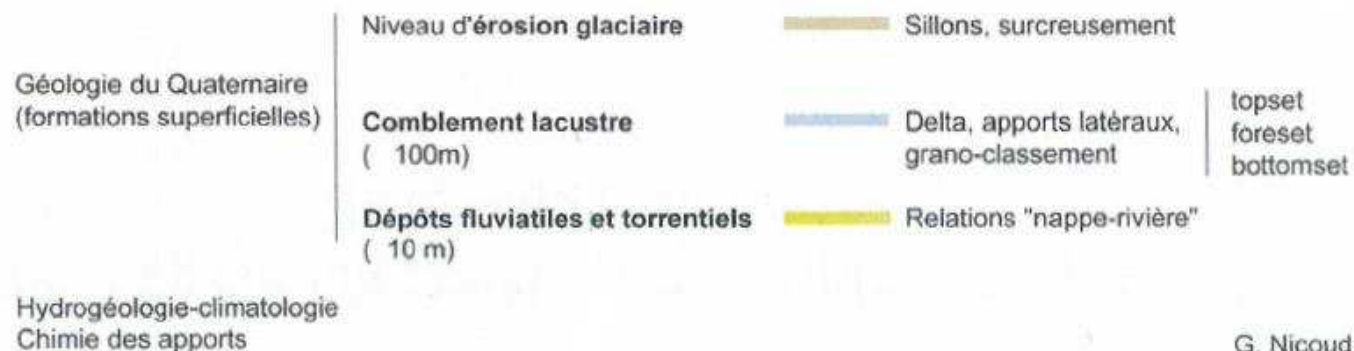 Géologie du Quaternaire
(formations superficielles)
Niveau d'érosion glaciaire
Sillons, surcreusement
Comblement lacustre
( 100m)
Delta, apports latéraux,
grano-classement
topset
foreset
bottomset
Dépôts fluviatiles et torrentiels
( 10 m)
Relations "nappe-rivière"
Hydrogéologie-climatologie
Chimie des apports
G. Nicoud